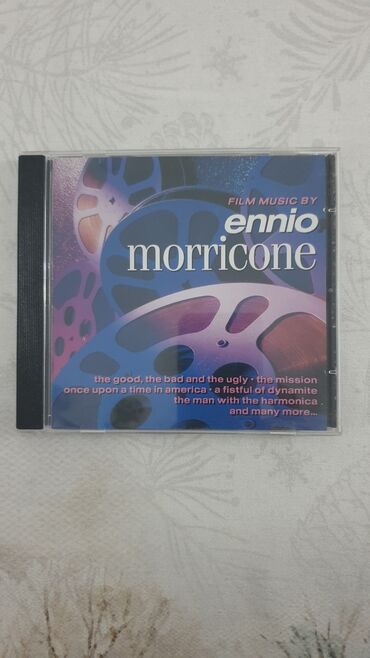 FILM MUSIC BY
ennio
morricone
the good, the bad and the ugly · the mission
once upon a time in america · a fistful of dynamite
the man with the harmonica
and many more...